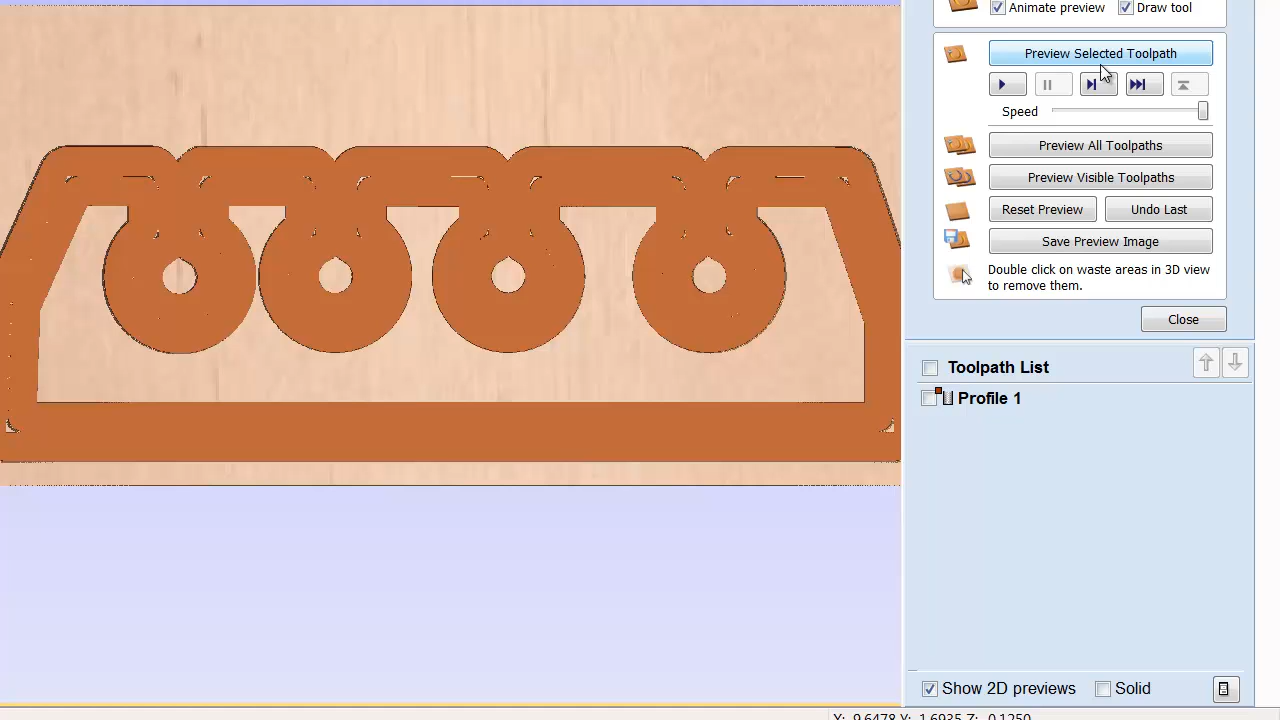 Animate preview Draw tool
Preview Selected Toolpath
Speed
Preview All Toolpaths
Preview Visible Toolpaths
Reset Preview Undo Last
Save Preview Image
Double click on waste areas in 3D view
to remove them.
Close
Toolpath List
Profile 1
Show 2D previews Solid